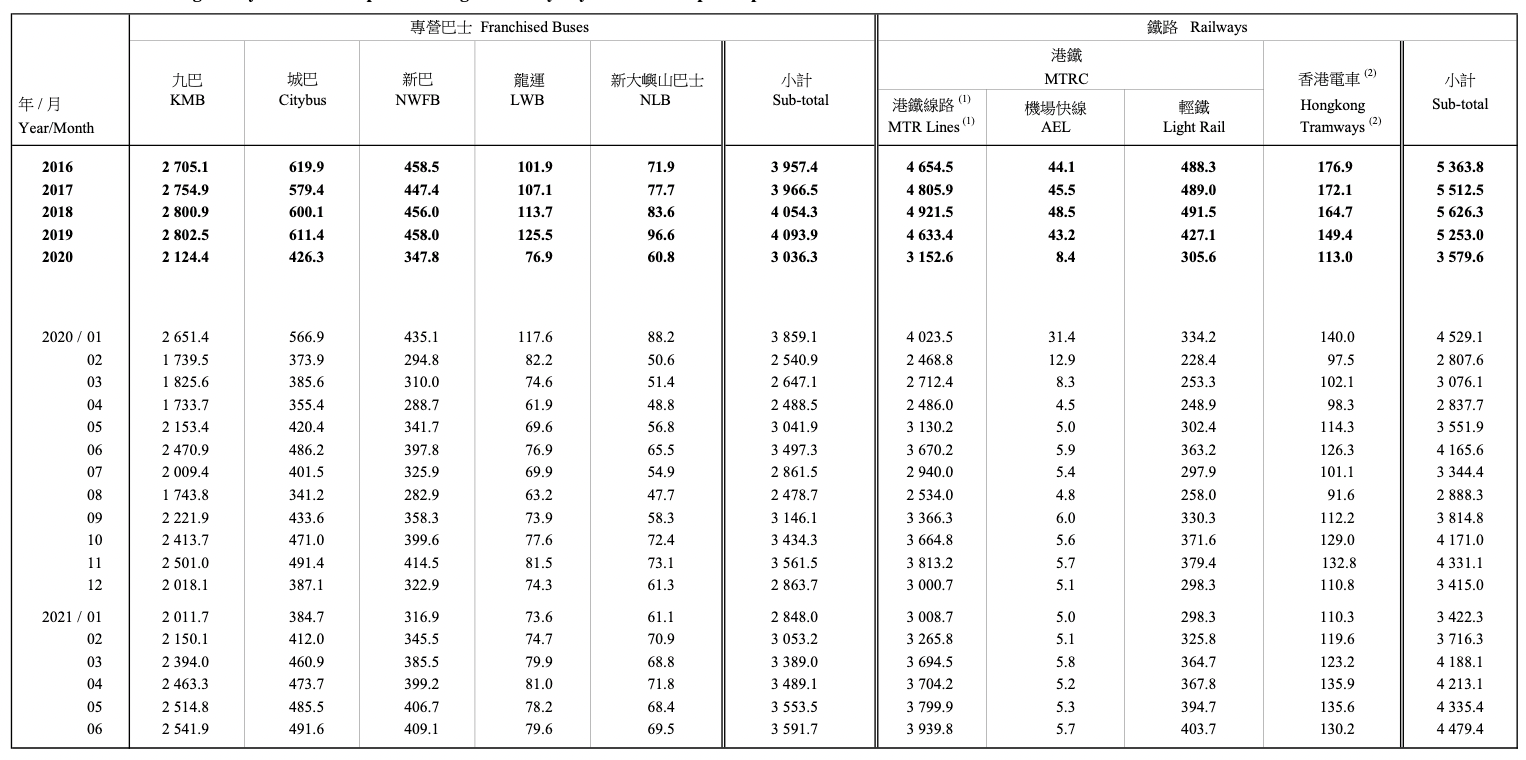 專營巴士 Franchised Buses 鐵路 Railways
港鐵
九巴 城巴 新巴 龍運 新大嶼山巴士 小計 MTRC 香港電車 (2) 小計
年 / 月 KMB Citybus NWFB LWB NLB Sub-total 港鐵線路 (1) 機場快線 輕鐵 Hongkong Sub-total
Year/Month MTR Lines (1) AEL Light Rail Tramways (2)
2016 2 705.1 619.9 458.5 101.9 71.9 3 957.4 4 654.5 44.1 488.3 176.9 5 363.8
2017 2 754.9 579.4 447.4 107.1 77.7 3 966.5 4 805.9 45.5 489.0 172.1 5 512.5
2018 2 800.9 600.1 456.0 113.7 83.6 4 054.3 4 921.5 48.5 491.5 164.7 5 626.3
2019 2 802.5 611.4 458.0 125.5 96.6 4 093.9 4 633.4 43.2 427.1 149.4 5 253.0
2020 2 124.4 426.3 347.8 76.9 60.8 3 036.3 3 152.6 8.4 305.6 113.0 3 579.6
2020 / 01 2 651.4 566.9 435.1 117.6 88.2 3 859.1 4 023.5 31.4 334.2 140.0 4 529.1
02 1 739.5 373.9 294.8 82.2 50.6 2 540.9 2 468.8 12.9 228.4 97.5 2 807.6
03 1 825.6 385.6 310.0 74.6 51.4 2 647.1 2 712.4 8.3 253.3 102.1 3 076.1
04 1 733.7 355.4 288.7 61.9 48.8 2 488.5 2 486.0 4.5 248.9 98.3 2 837.7
05 2 153.4 420.4 341.7 69.6 56.8 3 041.9 3 130.2 5.0 302.4 114.3 3 551.9
06 2 470.9 486.2 397.8 76.9 65.5 3 497.3 3 670.2 5.9 363.2 126.3 4 165.6
07 2 009.4 401.5 325.9 69.9 54.9 2 861.5 2 940.0 5.4 297.9 101.1 3 344.4
08 1 743.8 341.2 282.9 63.2 47.7 2 478.7 2 534.0 4.8 258.0 91.6 2 888.3
09 2 221.9 433.6 358.3 73.9 58.3 3 146.1 3 366.3 6.0 330.3 112.2 3 814.8
10 2 413.7 471.0 399.6 77.6 72.4 3 434.3 3 664.8 5.6 371.6 129.0 4 171.0
11 2 501.0 491.4 414.5 81.5 73.1 3 561.5 3 813.2 5.7 379.4 132.8 4 331.1
12 2 018.1 387.1 322.9 74.3 61.3 2 863.7 3 000.7 5.1 298.3 110.8 3 415.0
2021 / 01 2 011.7 384.7 316.9 73.6 61.1 2 848.0 3 008.7 5.0 298.3 110.3 3 422.3
02 2 150.1 412.0 345.5 74.7 70.9 3 053.2 3 265.8 5.1 325.8 119.6 3 716.3
03 2 394.0 460.9 385.5 79.9 68.8 3 389.0 3 694.5 5.8 364.7 123.2 4 188.1
04 2 463.3 473.7 399.2 81.0 71.8 3 489.1 3 704.2 5.2 367.8 135.9 4 213.1
05 2 514.8 485.5 406.7 78.2 68.4 3 553.5 3 799.9 5.3 394.7 135.6 4 335.4
06 2 541.9 491.6 409.1 79.6 69.5 3 591.7 3 939.8 5.7 403.7 130.2 4 479.4